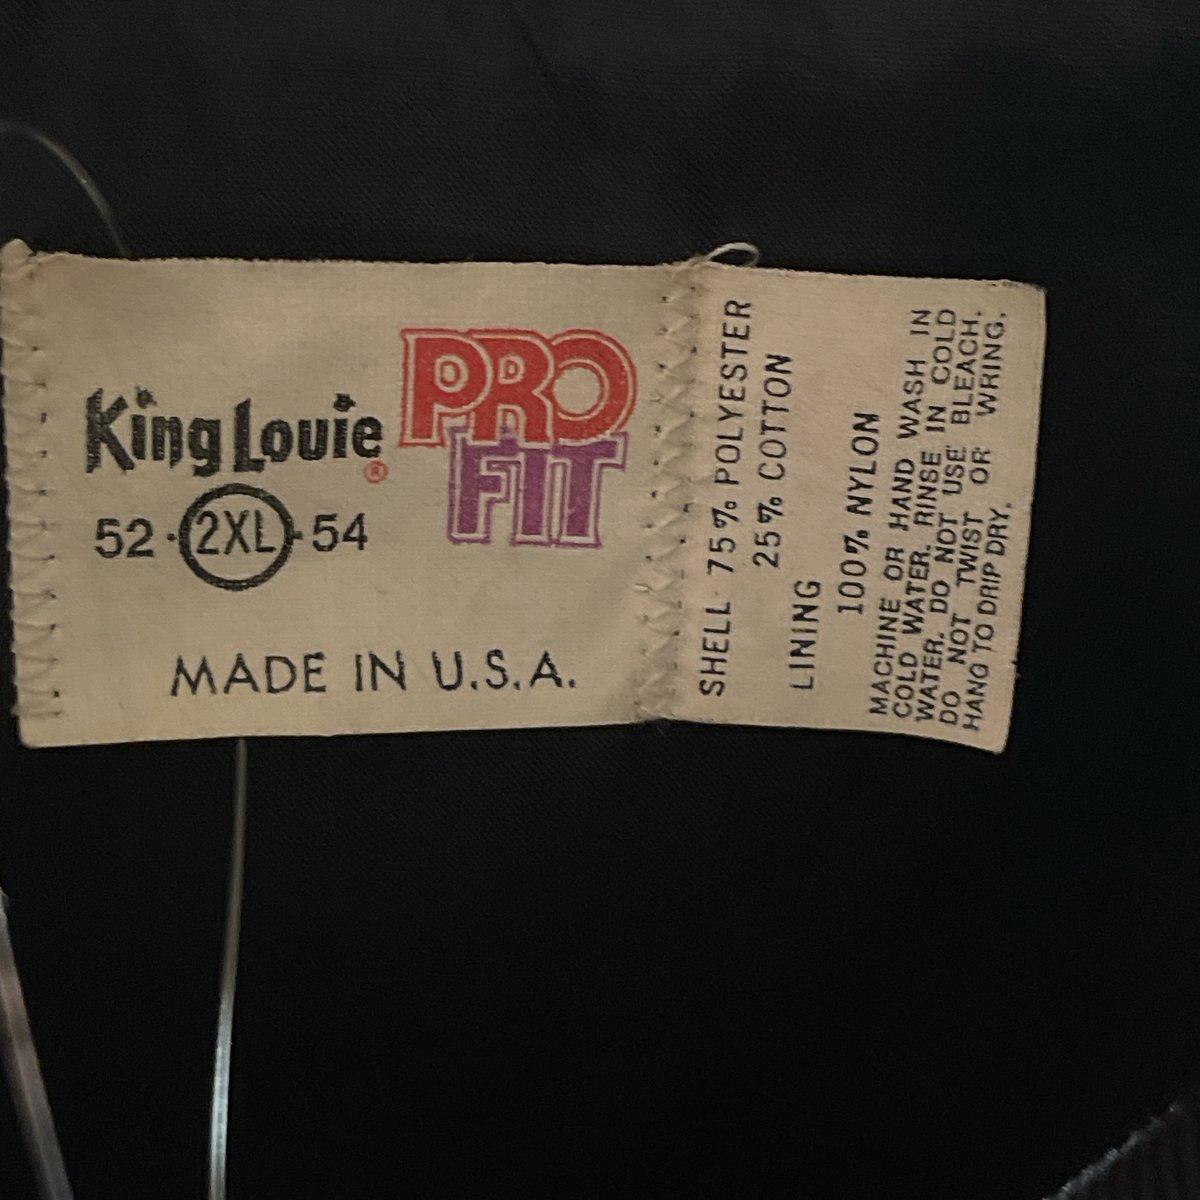 King Louie®
PRO
FIT
52·2XL·54
MADE IN U.S.A.
SHELL 75% POLYESTER
25% COTTON
LINING
100% NYLON
MACHINE OR HAND WASH IN
COLD WATER. RINSE IN COLD
WATER. DO NOT USE BLEACH.
DO NOT TWIST OR WRING.
HANG TO DRIP DRY.